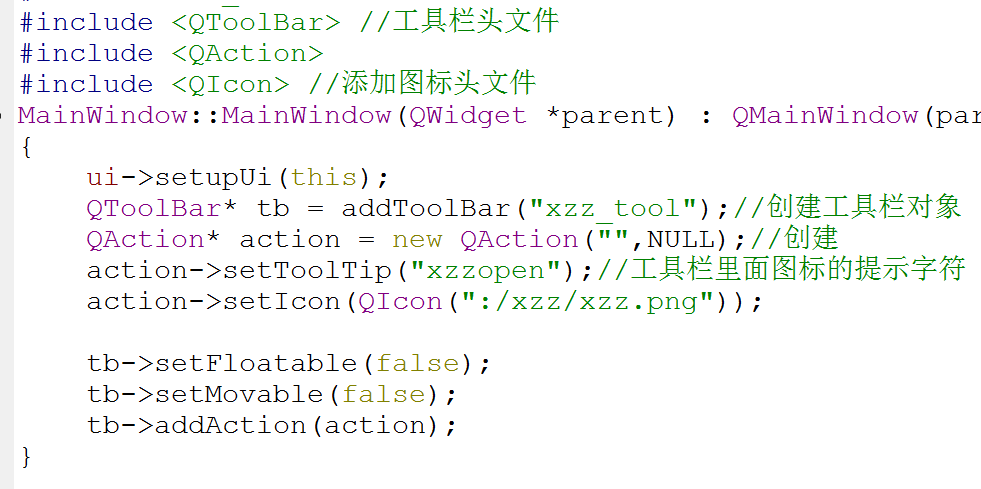 #include <QToolBar> //工具栏头文件
#include <QAction>
#include <QIcon> //添加图标头文件
MainWindow::MainWindow(QWidget *parent) : QMainWindow(par
{
    ui->setupUi(this);
    QToolBar* tb = addToolBar("xzz_tool");//创建工具栏对象
    QAction* action = new QAction("",NULL);//创建
    action->setToolTip("xzzopen");//工具栏里面图标的提示字符
    action->setIcon(QIcon(":/xzz/xzz.png"));
    tb->setFloatable(false);
    tb->setMovable(false);
    tb->addAction(action);
}